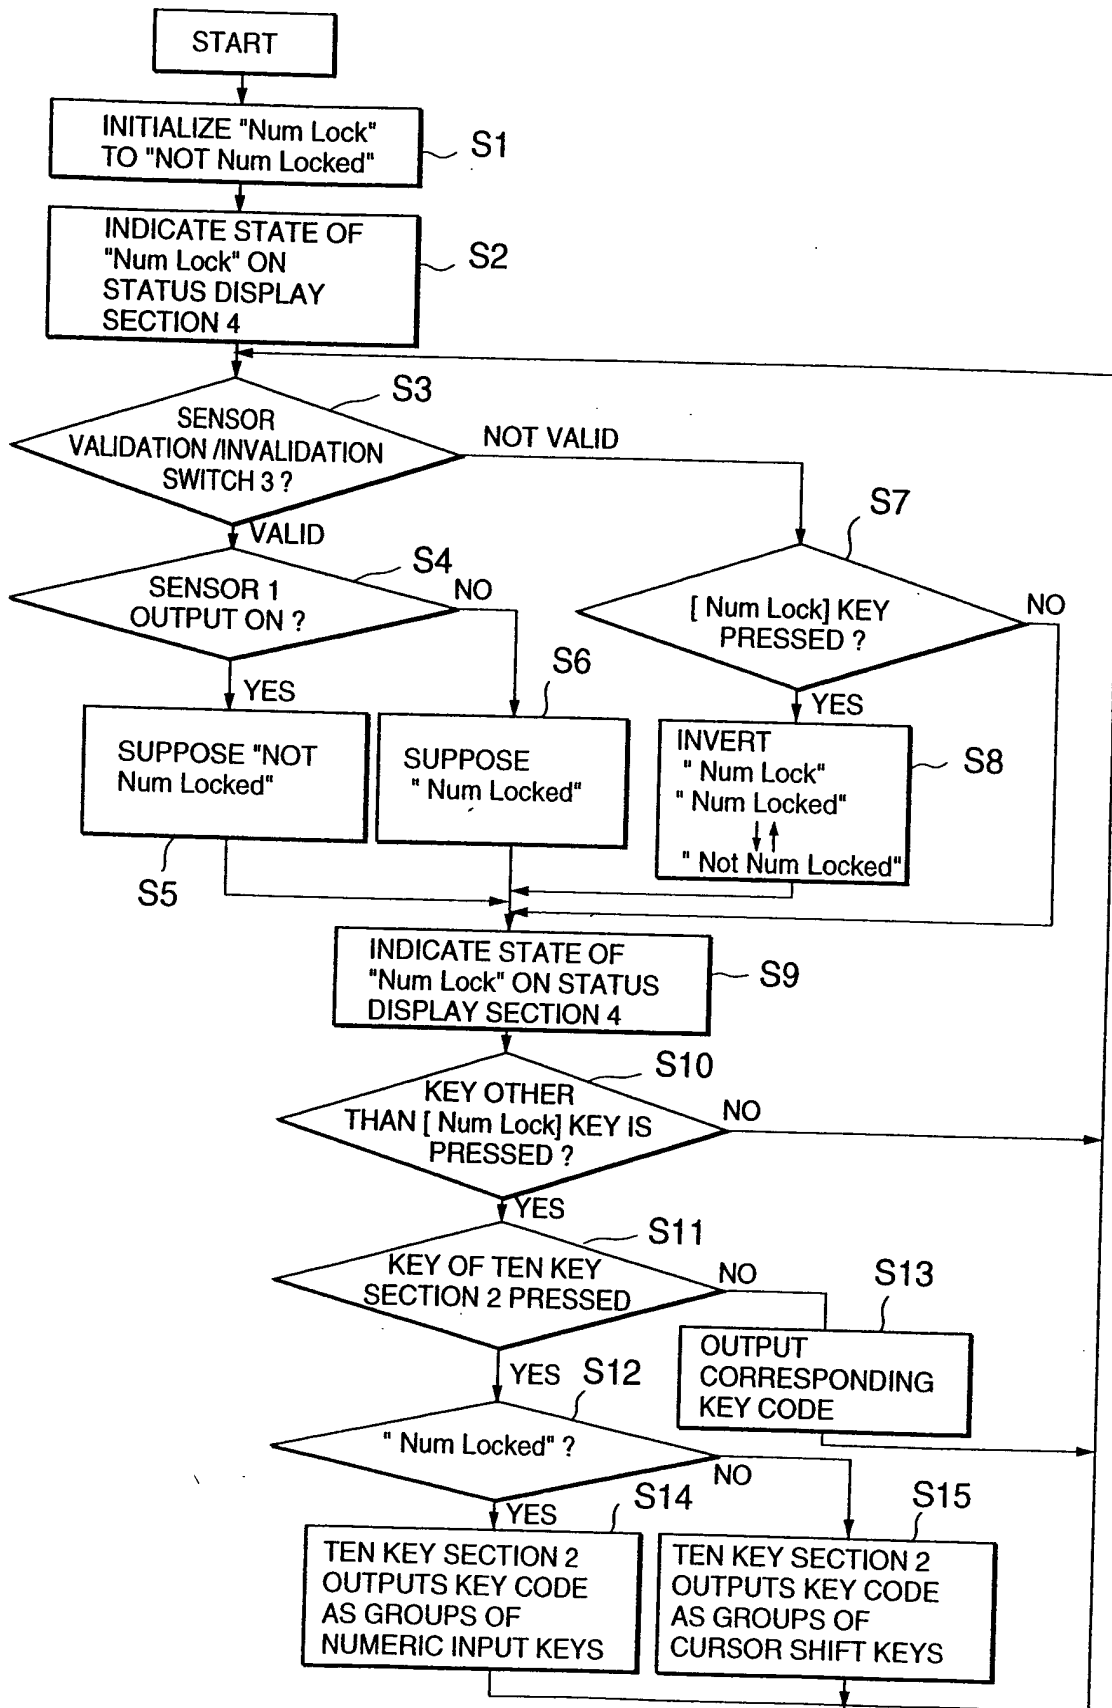 START
INITIALIZE "Num Lock"
TO "NOT Num Locked"
S1
INDICATE STATE OF
"Num Lock" ON
STATUS DISPLAY
SECTION 4
S2
S3
SENSOR
VALIDATION /INVALIDATION
SWITCH 3 ?
NOT VALID
VALID
S7
S4
SENSOR 1
OUTPUT ON ?
NO
[ Num Lock] KEY
PRESSED ?
NO
S6
YES
YES
SUPPOSE "NOT
Num Locked"
SUPPOSE
" Num Locked"
INVERT
" Num Lock"
" Num Locked"
" Not Num Locked"
S8
S5
INDICATE STATE OF
"Num Lock" ON STATUS
DISPLAY SECTION 4
S9
S10
KEY OTHER
THAN [ Num Lock] KEY IS
PRESSED ?
NO
YES
S11
KEY OF TEN KEY
SECTION 2 PRESSED
NO
S13
OUTPUT
CORRESPONDING
KEY CODE
YES
S12
" Num Locked" ?
NO
YES
S14
S15
TEN KEY SECTION 2
OUTPUTS KEY CODE
AS GROUPS OF
NUMERIC INPUT KEYS
TEN KEY SECTION 2
OUTPUTS KEY CODE
AS GROUPS OF
CURSOR SHIFT KEYS